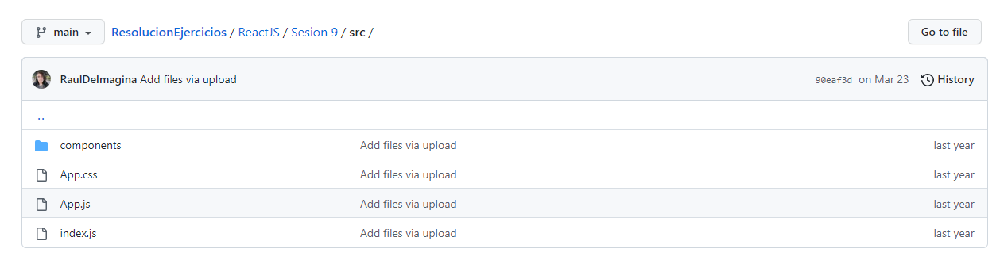 main ResolucionEjercicios / ReactJS / Sesion 9 / src / Go to file
RaulDeImagina Add files via upload 90eaf3d on Mar 23 History
..
components Add files via upload last year
App.css Add files via upload last year
App.js Add files via upload last year
index.js Add files via upload last year